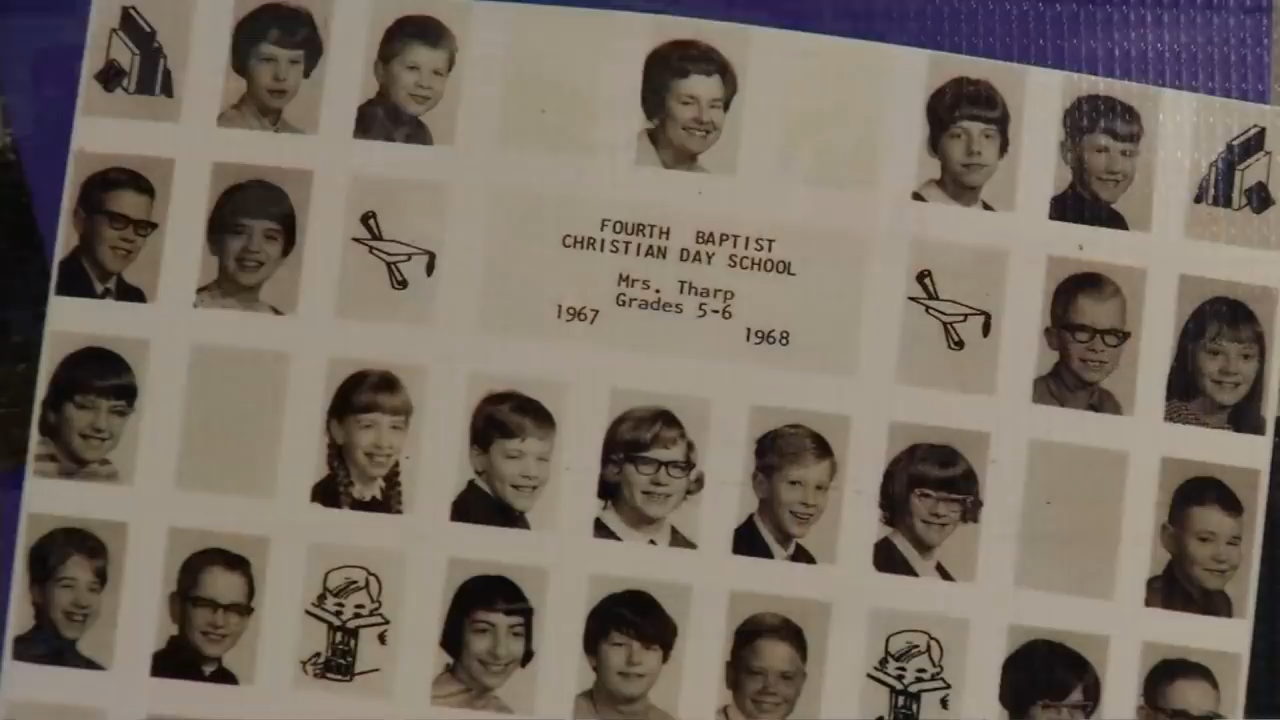 FOURTH BAPTIST
CHRISTIAN DAY SCHOOL
Mrs. Tharp
Grades 5-6
1967
1968